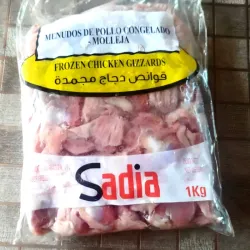 MENUDOS DE POLLO CONGELADO
- MOLLEJA
FROZEN CHICKEN GIZZARDS
قوانص دجاج مجمدة
Sadia
1Kg